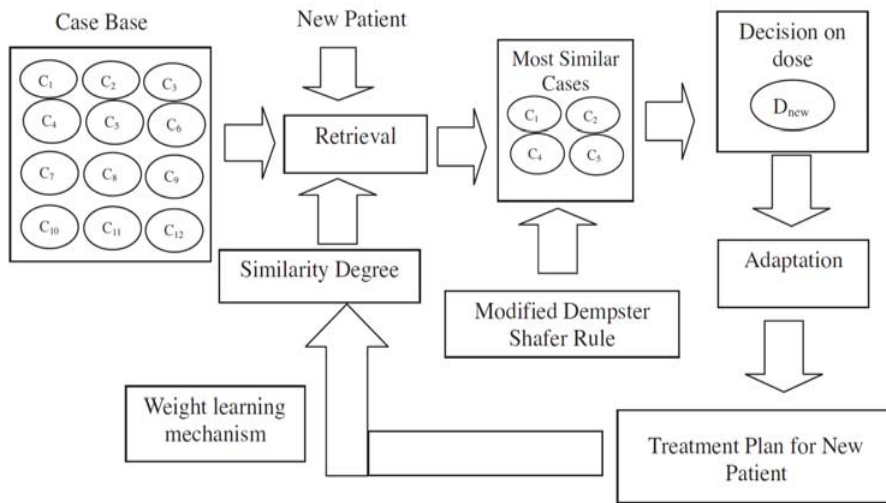 Case Base
New Patient
C₁ C₂ C₃
C₄ C₅ C₆
C₇ C₈ C₉
C₁₀ C₁₁ C₁₂
Retrieval
Most Similar
Cases
C₁ C₂
C₄ C₅
Decision on
dose
Dₙₑw
Similarity Degree
Modified Dempster
Shafer Rule
Adaptation
Weight learning
mechanism
Treatment Plan for New
Patient